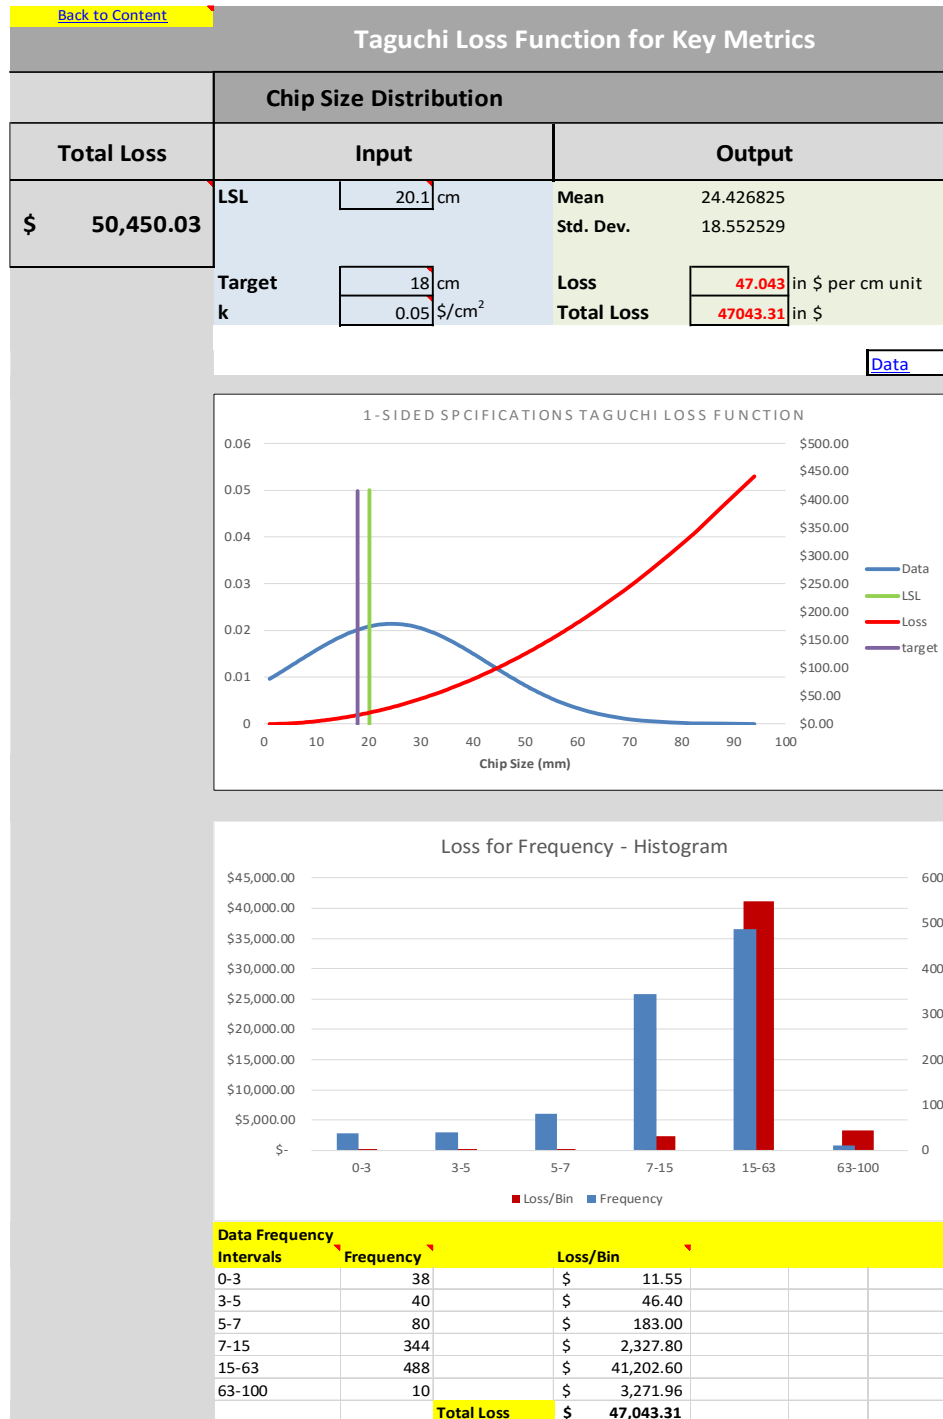 Back to Content
Taguchi Loss Function for Key Metrics
Chip Size Distribution
Total Loss Input Output
$ 50,450.03
LSL 20.1 cm Mean 24.426825
Std. Dev. 18.552529
Target 18 cm Loss 47.043 in $ per cm unit
k 0.05 $/cm² Total Loss 47043.31 in $
Data
1-SIDED SPCIFICATIONS TAGUCHI LOSS FUNCTION
0.06 $500.00
$450.00
0.05 $400.00
$350.00
0.04
$300.00
0.03 $250.00
Data
$200.00
LSL
0.02
$150.00
Loss
$100.00
target
0.01
$50.00
0 $0.00
0 10 20 30 40 50 60 70 80 90 100
Chip Size (mm)
Loss for Frequency - Histogram
$45,000.00 600
$40,000.00
500
$35,000.00
$30,000.00 400
$25,000.00
300
$20,000.00
$15,000.00 200
$10,000.00
100
$5,000.00
$- 0
0-3 3-5 5-7 7-15 15-63 63-100
Loss/Bin Frequency
Data Frequency
Intervals Frequency Loss/Bin
0-3 38 $ 11.55
3-5 40 $ 46.40
5-7 80 $ 183.00
7-15 344 $ 2,327.80
15-63 488 $ 41,202.60
63-100 10 $ 3,271.96
Total Loss $ 47,043.31